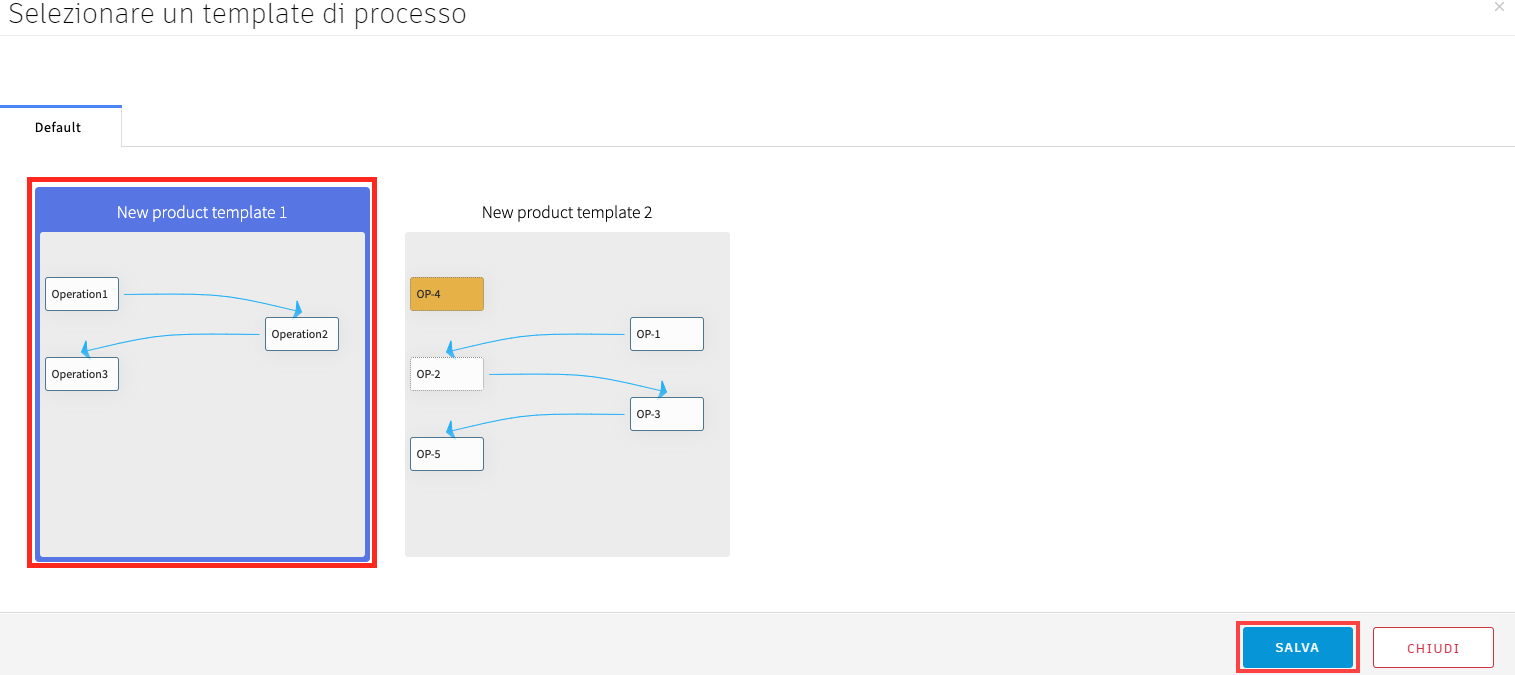 Selezionare un template di processo
×
Default
New product template 1
Operation1
Operation2
Operation3
New product template 2
OP-4
OP-1
OP-2
OP-3
OP-5
SALVA
CHIUDI